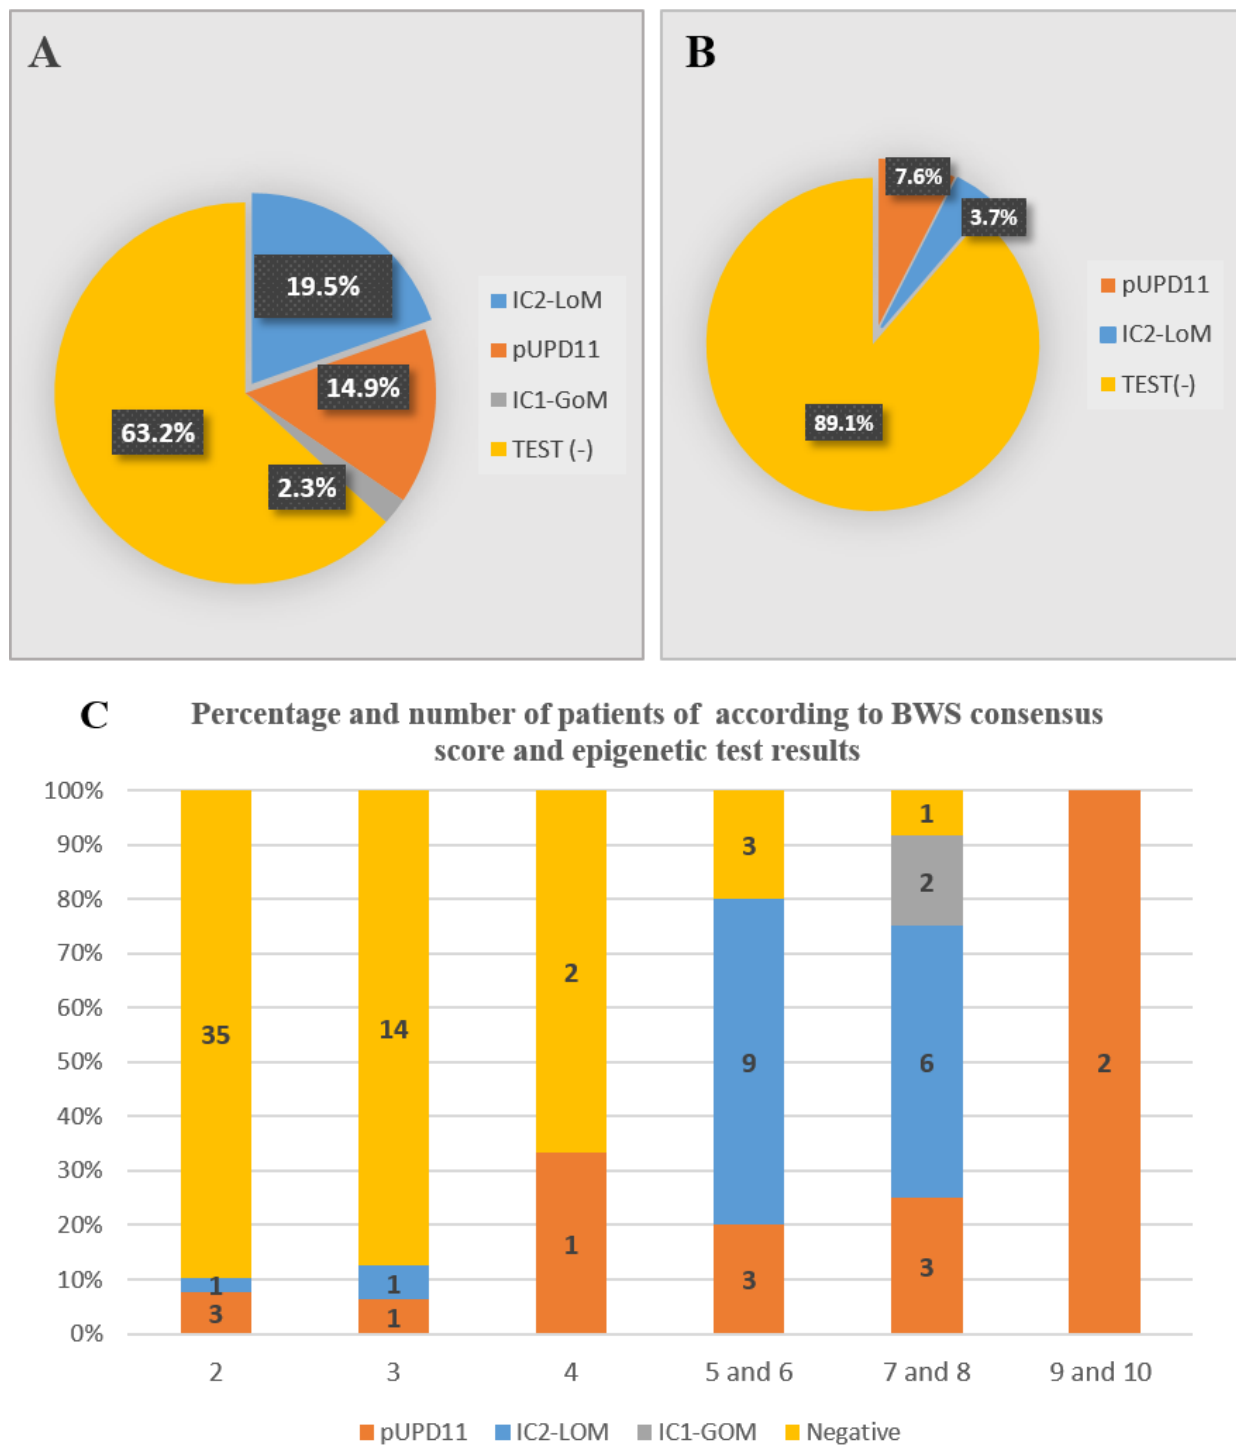 A
19.5%
14.9%
63.2%
2.3%
IC2-LoM
pUPD11
IC1-GoM
TEST (-)
B
7.6%
3.7%
89.1%
pUPD11
IC2-LoM
TEST(-)
C
Percentage and number of patients of according to BWS consensus
score and epigenetic test results
100%
90%
80%
70%
60%
50%
40%
30%
20%
10%
0%
35
1
3
14
1
1
2
1
3
9
3
1
2
6
3
2
2 3 4 5 and 6 7 and 8 9 and 10
pUPD11 IC2-LOM IC1-GOM Negative